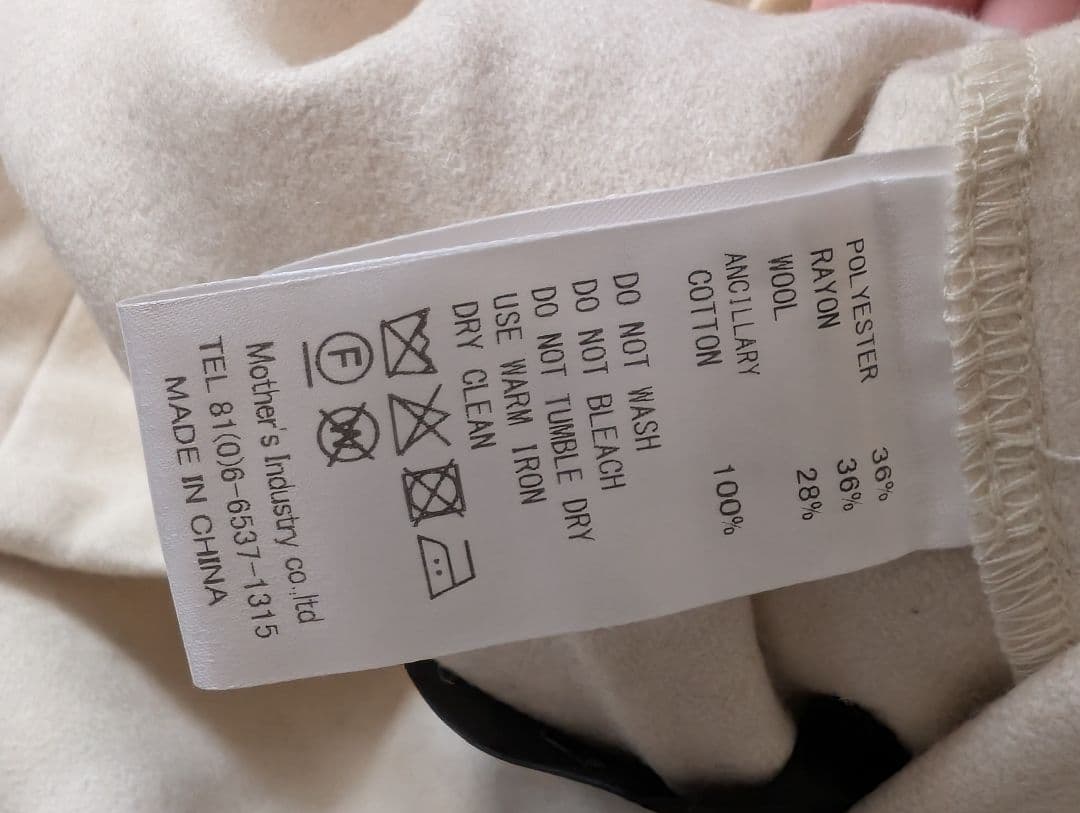 POLYESTER 36%
RAYON 36%
WOOL 28%
ANCILLARY
COTTON 100%
DO NOT WASH
DO NOT BLEACH
DO NOT TUMBLE DRY
USE WARM IRON
DRY CLEAN
F W
Mother's Industry co.,ltd
TEL 81(0)6-6537-1315
MADE IN CHINA